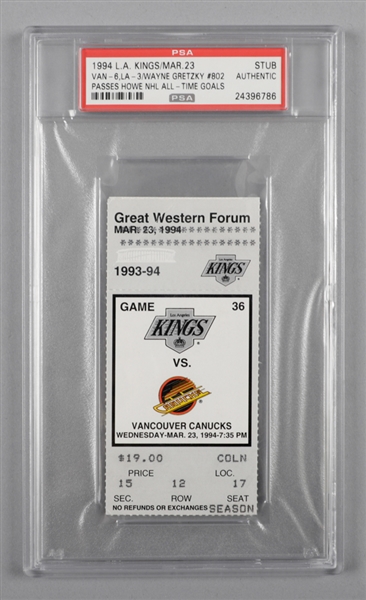 PSA
1994 L.A. KINGS/MAR.23 STUB
VAN-6,LA-3/WAYNE GRETZKY #802 AUTHENTIC
PASSES HOWE NHL ALL-TIME GOALS
PSA 24396786
Great Western Forum
MAR. 23, 1994
1993-94 KINGS
GAME 36
Los Angeles
KINGS
VS.
VANCOUVER CANUCKS
WEDNESDAY-MAR. 23, 1994-7:35 PM
$19.00 COLN
PRICE LOC.
15 12 17
SEC. ROW SEAT
NO REFUNDS OR EXCHANGES SEASON